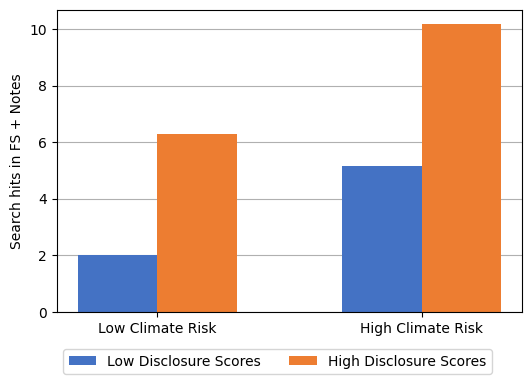 Search hits in FS + Notes
10
8
6
4
2
0
Low Climate Risk
High Climate Risk
Low Disclosure Scores
High Disclosure Scores